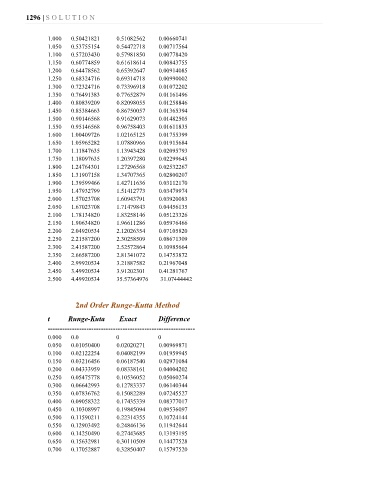 1296 | S O L U T I O N
1.000 0.50421821 0.51082562 0.00660741
1.050 0.53755154 0.54472718 0.00717564
1.100 0.57203430 0.57981850 0.00778420
1.150 0.60774859 0.61618614 0.00843755
1.200 0.64478562 0.65392647 0.00914085
1.250 0.68324716 0.69314718 0.00990002
1.300 0.72324716 0.73396918 0.01072202
1.350 0.76491383 0.77652879 0.01161496
1.400 0.80839209 0.82098055 0.01258846
1.450 0.85384663 0.86750057 0.01365394
1.500 0.90146568 0.91629073 0.01482505
1.550 0.95146568 0.96758403 0.01611835
1.600 1.00409726 1.02165125 0.01755399
1.650 1.05965282 1.07880966 0.01915684
1.700 1.11847635 1.13943428 0.02095793
1.750 1.18097635 1.20397280 0.02299645
1.800 1.24764301 1.27296568 0.02532267
1.850 1.31907158 1.34707365 0.02800207
1.900 1.39599466 1.42711636 0.03112170
1.950 1.47932799 1.51412773 0.03479974
2.000 1.57023708 1.60943791 0.03920083
2.050 1.67023708 1.71479843 0.04456135
2.100 1.78134820 1.83258146 0.05123326
2.150 1.90634820 1.96611286 0.05976466
2.200 2.04920534 2.12026354 0.07105820
2.250 2.21587200 2.30258509 0.08671309
2.300 2.41587200 2.52572864 0.10985664
2.350 2.66587200 2.81341072 0.14753872
2.400 2.99920534 3.21887582 0.21967048
2.450 3.49920534 3.91202301 0.41281767
2.500 4.49920534 35.57364976 31.07444442
2nd Order Runge-Kutta Method
t Runge-Kuta Exact Difference
------------------------------------------------------------
0.000 0.0 0 0
0.050 0.01050400 0.02020271 0.00969871
0.100 0.02122254 0.04082199 0.01959945
0.150 0.03216456 0.06187540 0.02971084
0.200 0.04333959 0.08338161 0.04004202
0.250 0.05475778 0.10536052 0.05060274
0.300 0.06642993 0.12783337 0.06140344
0.350 0.07836762 0.15082289 0.07245527
0.400 0.09058322 0.17435339 0.08377017
0.450 0.10308997 0.19845094 0.09536097
0.500 0.11590211 0.22314355 0.10724144
0.550 0.12903492 0.24846136 0.11942644
0.600 0.14250490 0.27443685 0.13193195
0.650 0.15632981 0.30110509 0.14477528
0.700 0.17052887 0.32850407 0.15797520